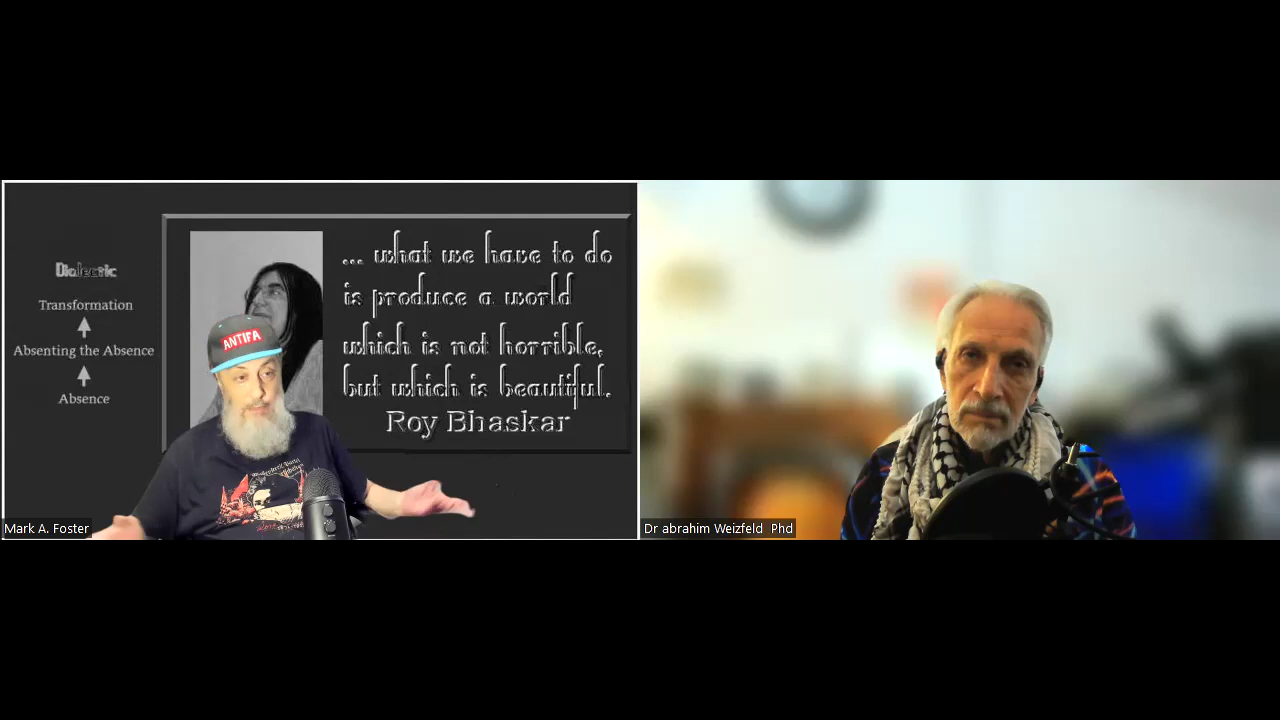 Dialectic
Transformation
Absenting the Absence
Absence
... what we have to do
is produce a world
which is not horrible,
but which is beautiful.
Roy Bhaskar
ANTIFA
Mark A. Foster
Dr abrahim Weizfeld Phd